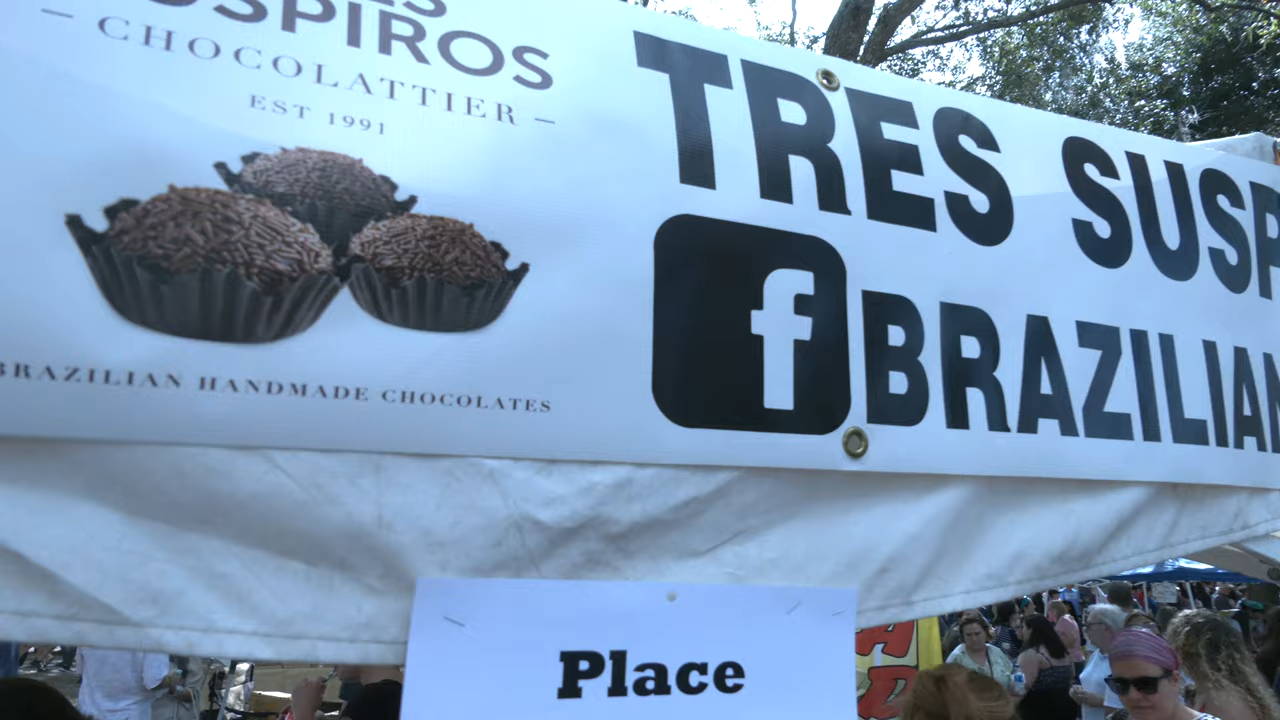 SPIROS
– CHOCOLATTIER –
EST 1991
BRAZILIAN HANDMADE CHOCOLATES
TRES SUSP
f BRAZILIAN
Place